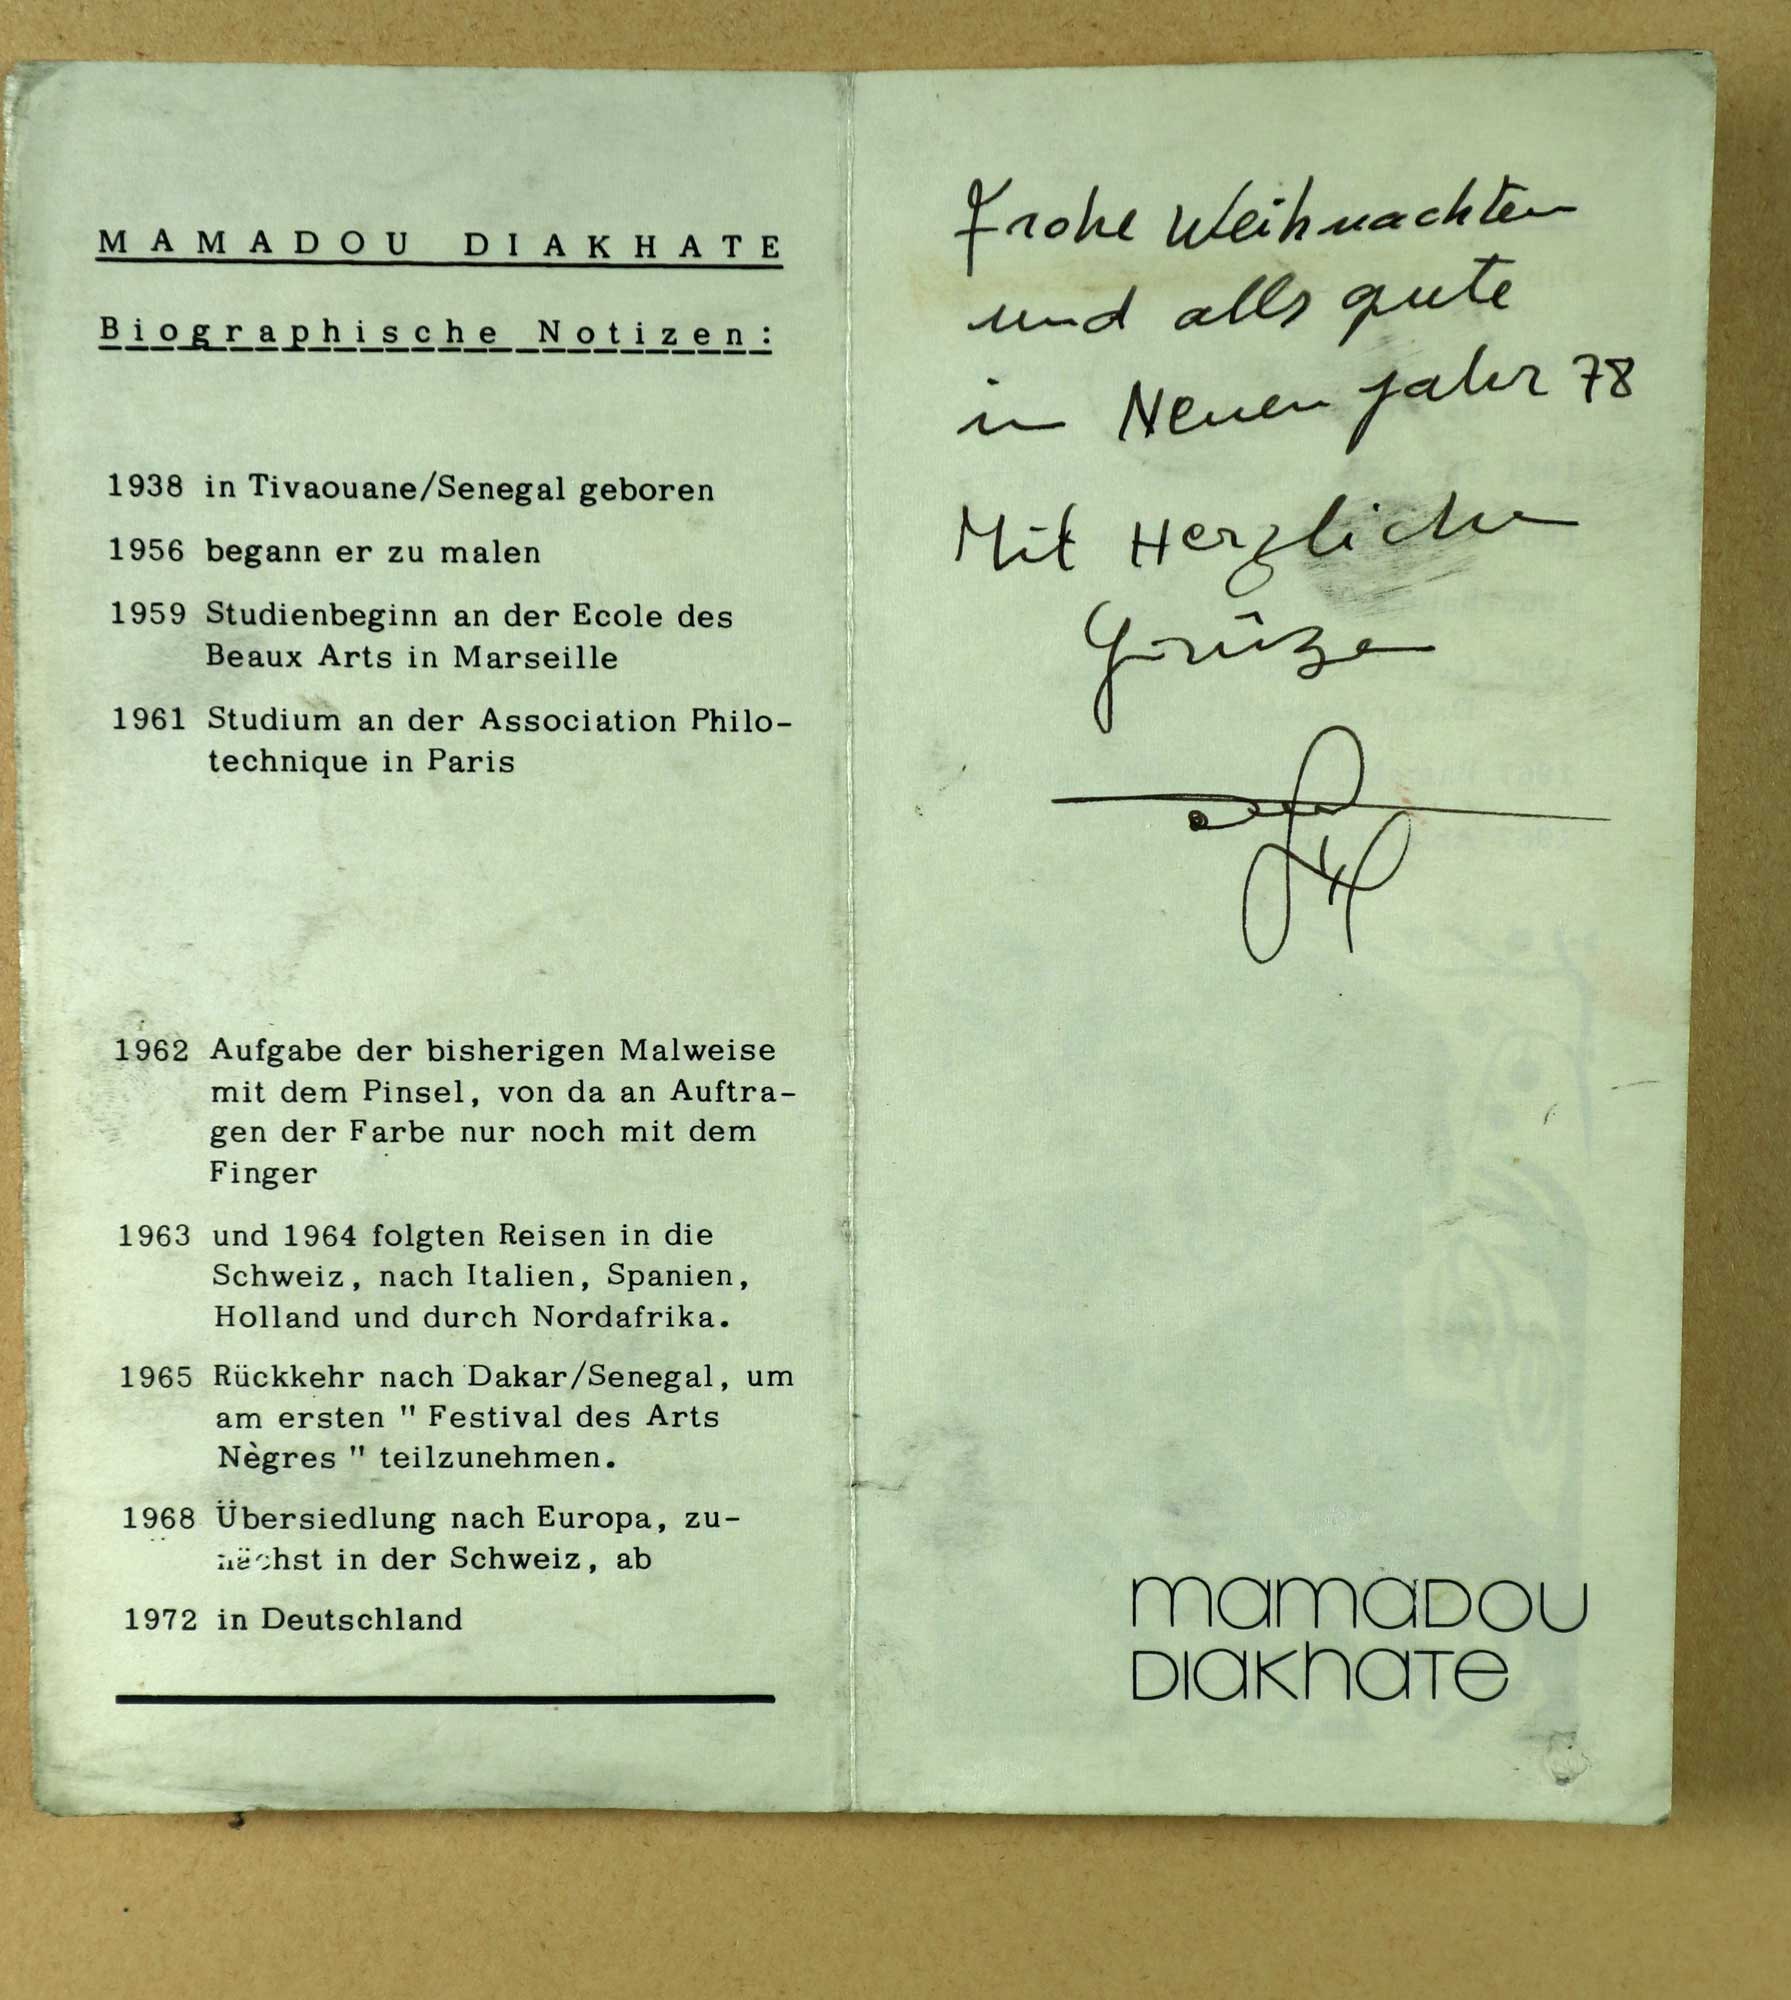 MAMADOU DIAKHATE
Biographische Notizen:
1938 in Tivaouane/Senegal geboren
1956 begann er zu malen
1959 Studienbeginn an der Ecole des
Beaux Arts in Marseille
1961 Studium an der Association Philo-
technique in Paris
1962 Aufgabe der bisherigen Malweise
mit dem Pinsel, von da an Auftra-
gen der Farbe nur noch mit dem
Finger
1963 und 1964 folgten Reisen in die
Schweiz, nach Italien, Spanien,
Holland und durch Nordafrika.
1965 Rückkehr nach Dakar/Senegal, um
am ersten " Festival des Arts
Nègres " teilzunehmen.
1968 Übersiedlung nach Europa, zu-
nächst in der Schweiz, ab
1972 in Deutschland
Frohe Weihnachten
und alls gute
in Neuen Jahr 78
Mit Herzlichen
Grüßen
mamaDOU
DIakhaTe